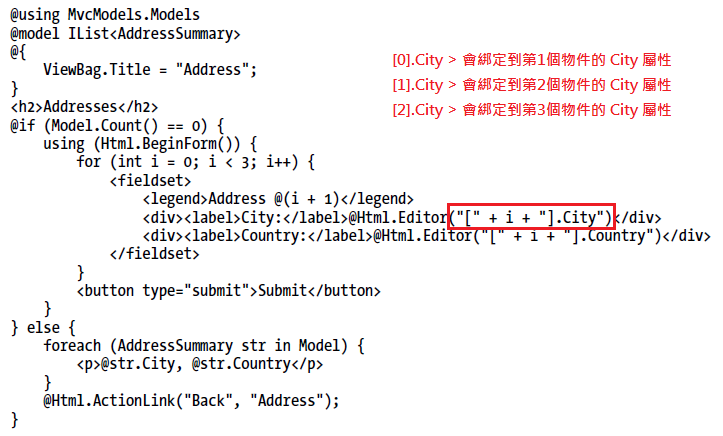 @using MvcModels.Models
@model IList<AddressSummary>
@{
ViewBag.Title = "Address";
}
<h2>Addresses</h2>
@if (Model.Count() == 0) {
using (Html.BeginForm()) {
for (int i = 0; i < 3; i++) {
<fieldset>
<legend>Address @(i + 1)</legend>
<div><label>City:</label>@Html.Editor("[" + i + "].City")</div>
<div><label>Country:</label>@Html.Editor("[" + i + "].Country")</div>
</fieldset>
}
<button type="submit">Submit</button>
}
} else {
foreach (AddressSummary str in Model) {
<p>@str.City, @str.Country</p>
}
@Html.ActionLink("Back", "Address");
}
[0].City > 會綁定到第1個物件的 City 屬性
[1].City > 會綁定到第2個物件的 City 屬性
[2].City > 會綁定到第3個物件的 City 屬性